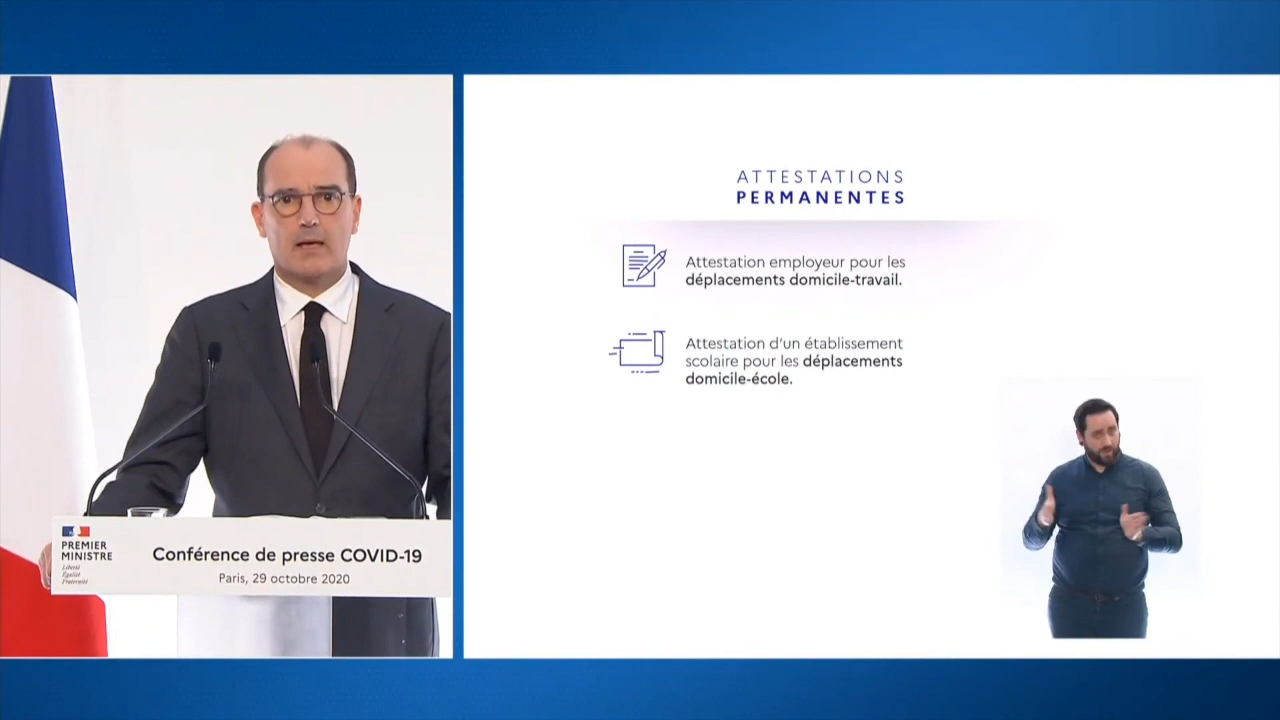 ATTESTATIONS
PERMANENTES
Attestation employeur pour les
déplacements domicile-travail.
Attestation d'un établissement
scolaire pour les déplacements
domicile-école.
PREMIER
MINISTRE
Liberté
Égalité
Fraternité
Conférence de presse COVID-19
Paris, 29 octobre 2020